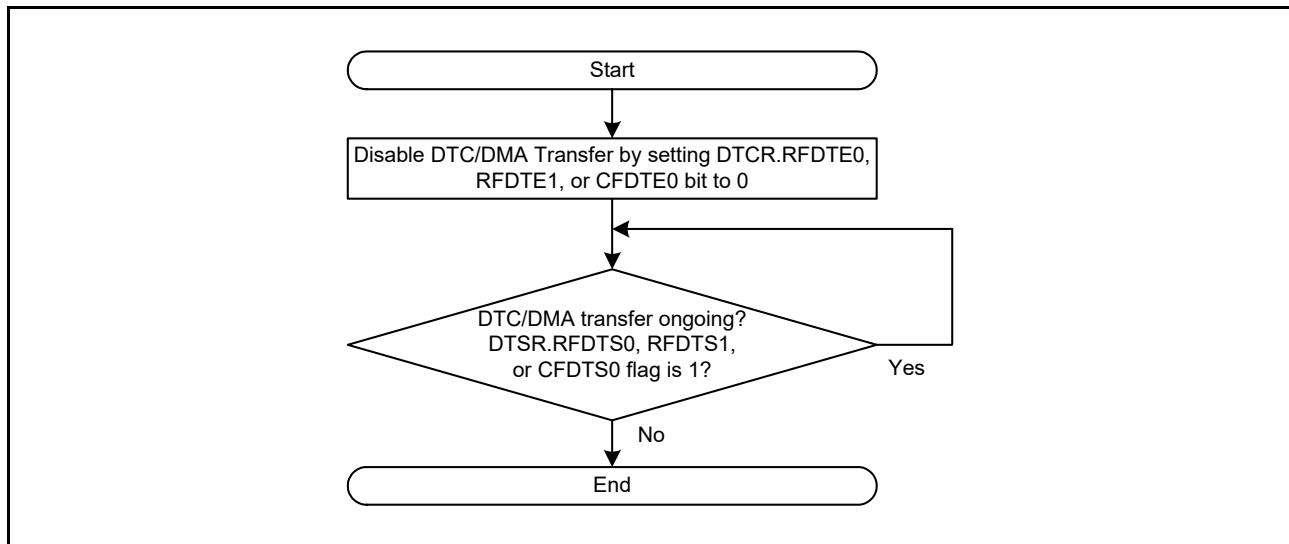 Start
Disable DTC/DMA Transfer by setting DTCR.RFDTE0,
RFDTE1, or CFDTE0 bit to 0
DTC/DMA transfer ongoing?
DTSR.RFDTS0, RFDTS1,
or CFDTS0 flag is 1?
Yes
No
End